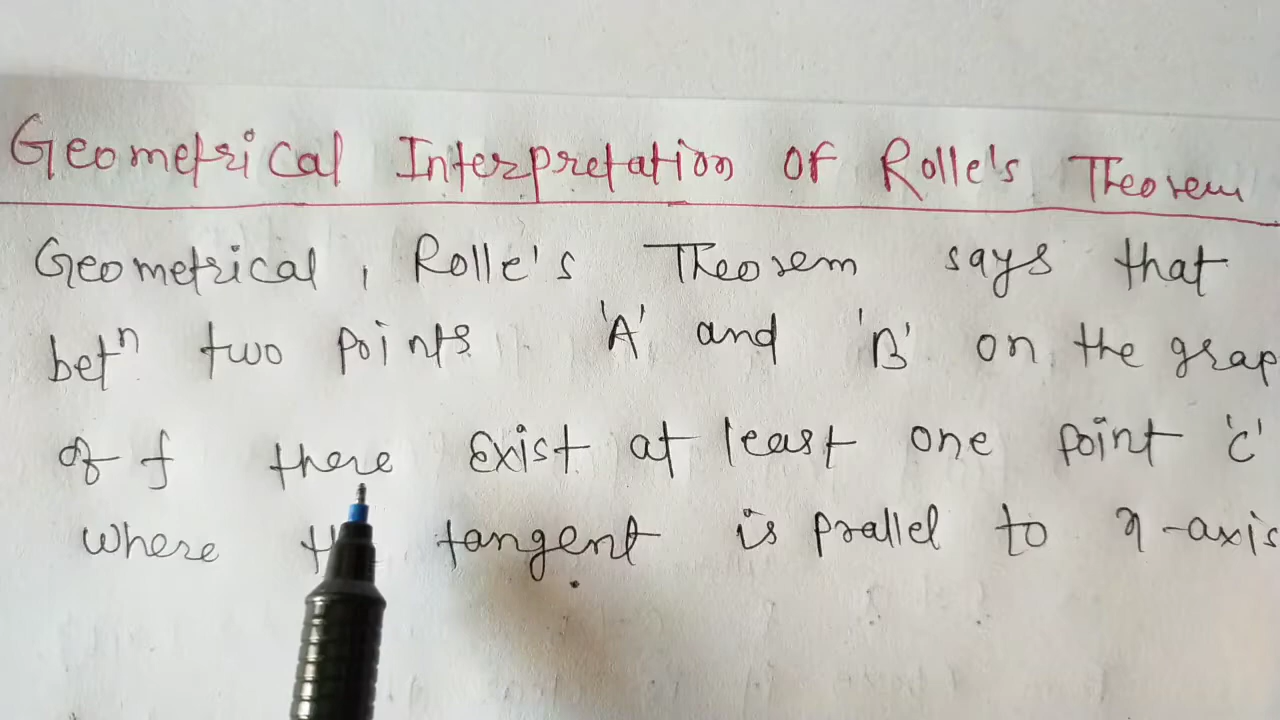 Geometrical Interpretation Of Rolle's Theorem
Geometrical, Rolle's Theorem says that
betⁿ two points 'A' and 'B' on the grap
of f there Exist at least one point 'C'
where tangent is prallel to x-axis